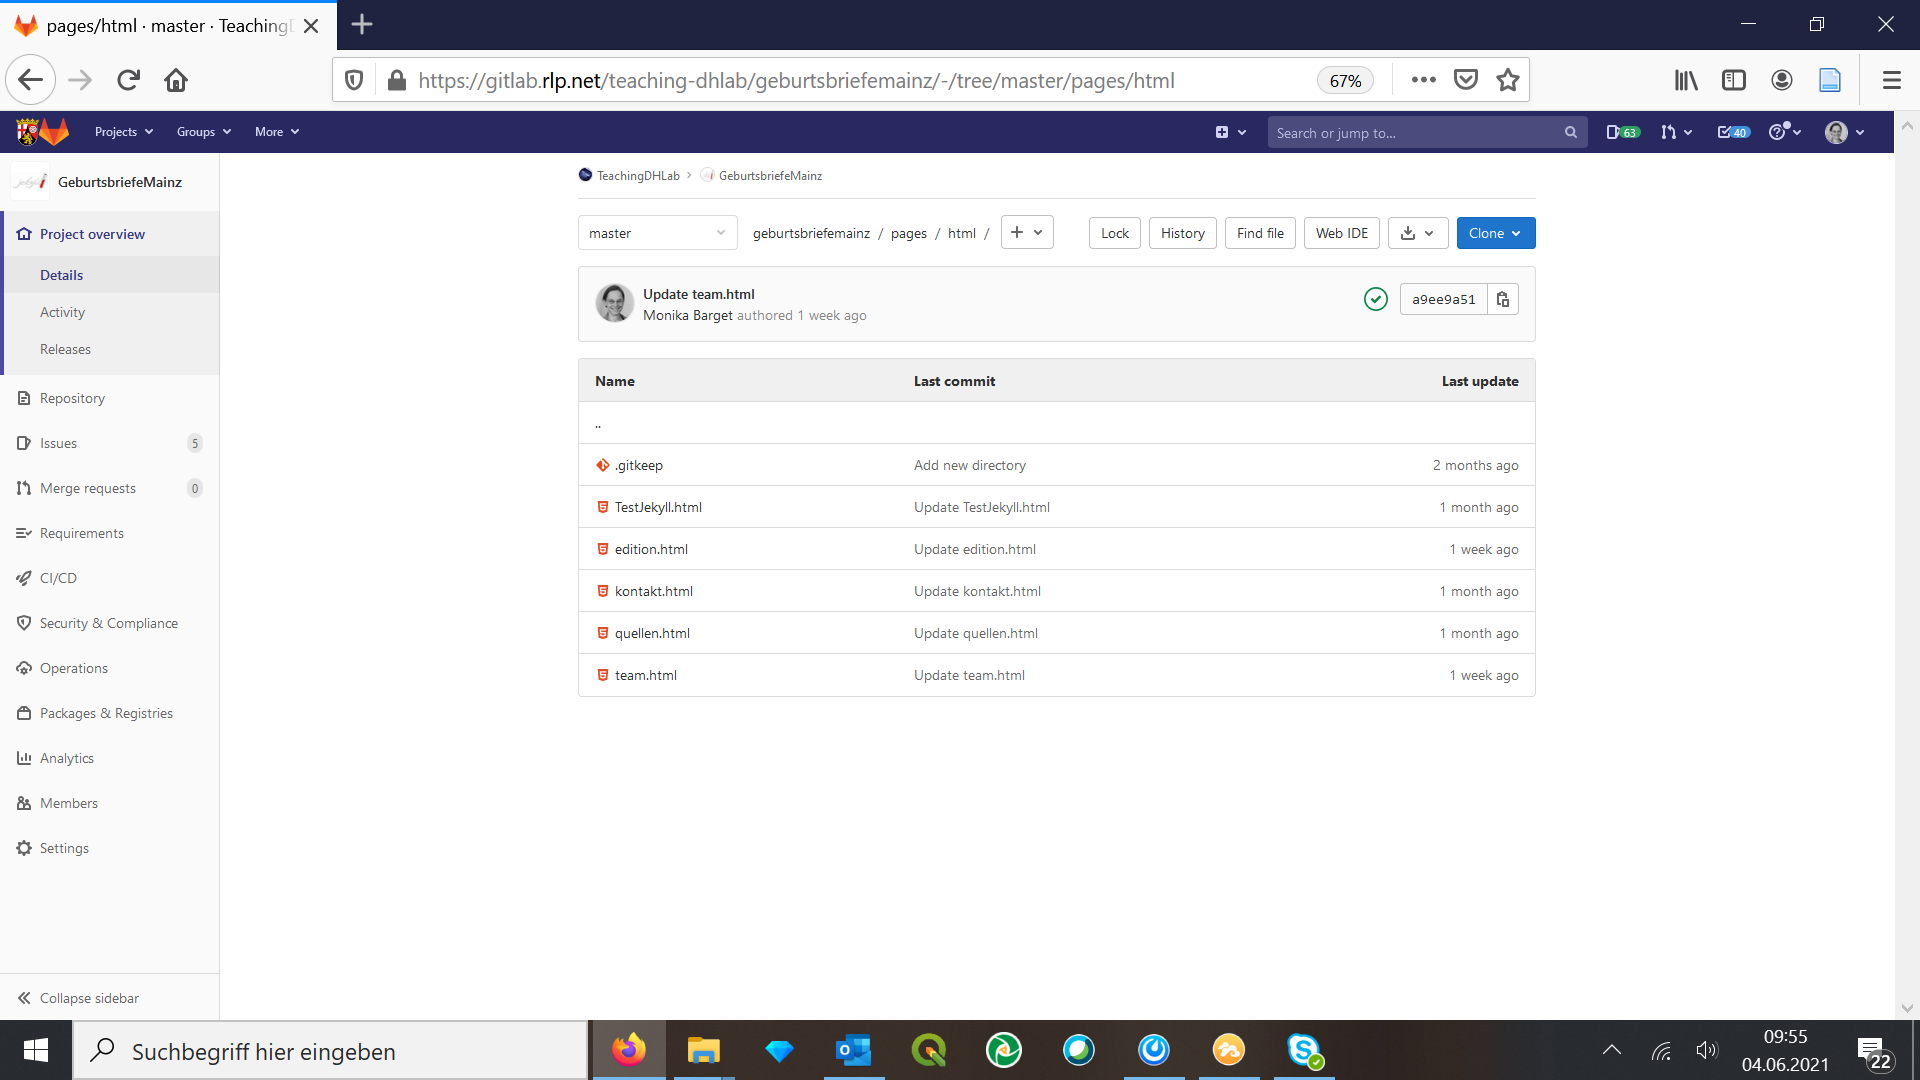 pages/html · master · TeachingD
https://gitlab.rlp.net/teaching-dhlab/geburtsbriefemainz/-/tree/master/pages/html 67%
Projects Groups More Search or jump to... 63 40
GeburtsbriefeMainz
Project overview
Details
Activity
Releases
Repository
Issues 5
Merge requests 0
Requirements
CI/CD
Security & Compliance
Operations
Packages & Registries
Analytics
Members
Settings
Collapse sidebar
TeachingDHLab › GeburtsbriefeMainz
master geburtsbriefemainz / pages / html / Lock History Find file Web IDE Clone
Update team.html
Monika Barget authored 1 week ago
a9ee9a51
Name Last commit Last update
..
.gitkeep Add new directory 2 months ago
TestJekyll.html Update TestJekyll.html 1 month ago
edition.html Update edition.html 1 week ago
kontakt.html Update kontakt.html 1 month ago
quellen.html Update quellen.html 1 month ago
team.html Update team.html 1 week ago
Suchbegriff hier eingeben
09:55
04.06.2021
22